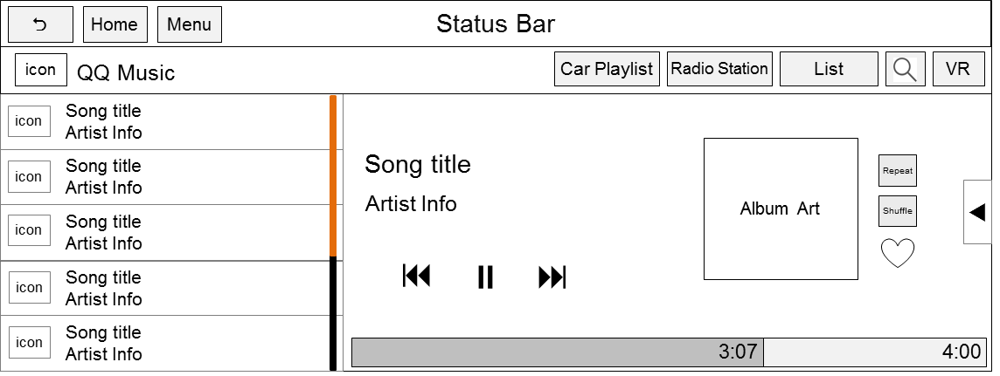 Home
Menu
Status Bar
icon
QQ Music
Car Playlist
Radio Station
List
VR
icon
Song title
Artist Info
icon
Song title
Artist Info
icon
Song title
Artist Info
icon
Song title
Artist Info
icon
Song title
Artist Info
Song title
Artist Info
Album Art
Repeat
Shuffle
3:07
4:00